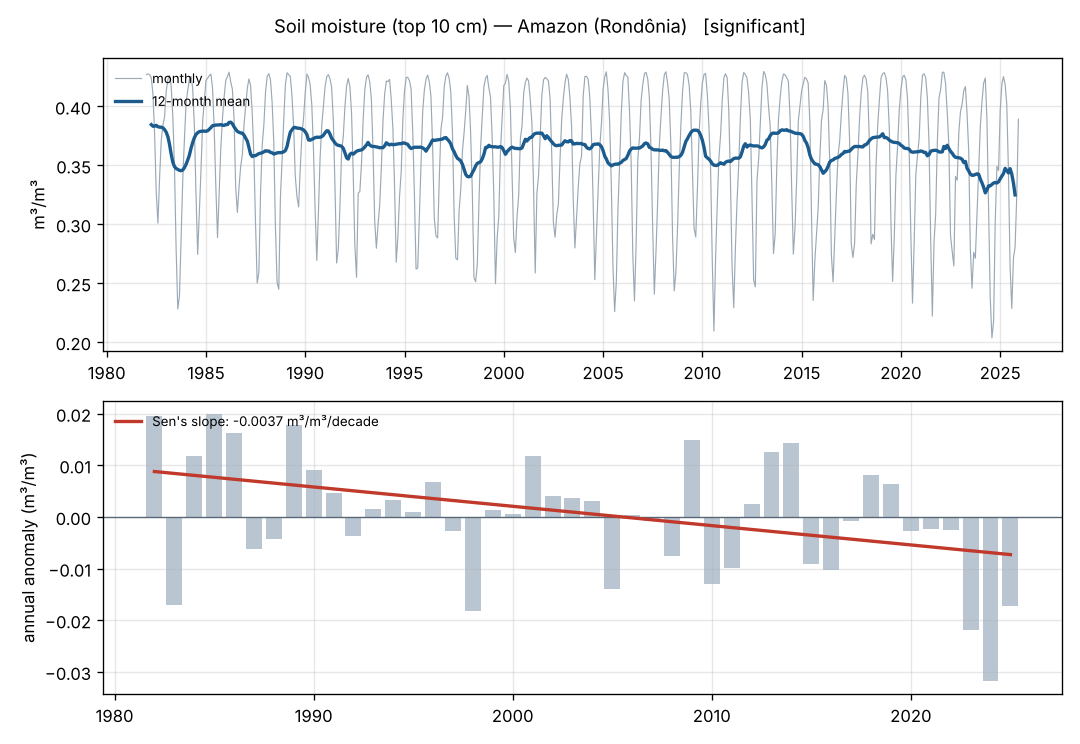 Soil moisture (top 10 cm) — Amazon (Rondônia)   [significant]
monthly
12-month mean
m³/m³
0.40
0.35
0.30
0.25
0.20
1980 1985 1990 1995 2000 2005 2010 2015 2020 2025
Sen's slope: -0.0037 m³/m³/decade
annual anomaly (m³/m³)
0.02
0.01
0.00
−0.01
−0.02
−0.03
1980 1990 2000 2010 2020